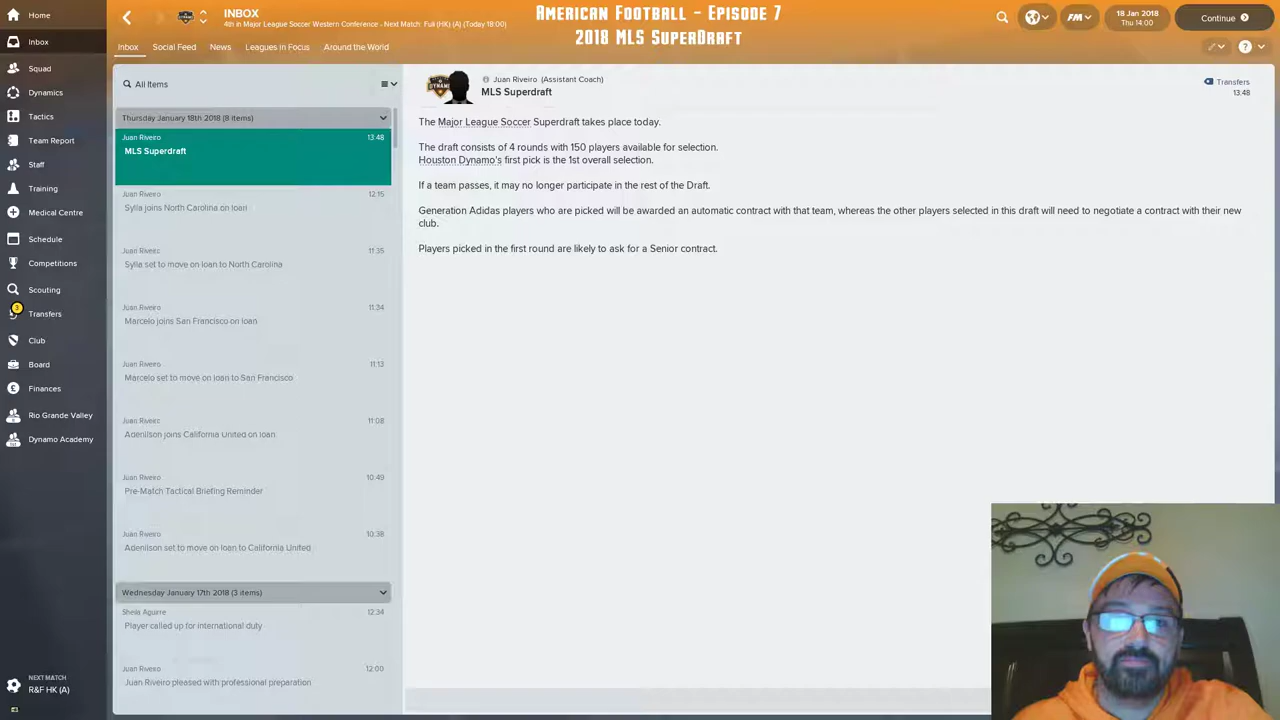 INBOX
4th in Major League Soccer Western Conference - Next Match: Full (HK) (A) (Today 18:00)
American Football - Episode 7
2018 MLS SuperDraft
FM
18 Jan 2018
Thu 14:00
Continue
Inbox
Social Feed
News
Leagues in Focus
Around the World
?
Home
Inbox
Squad
Dynamics
Tactics
Team Report
Staff
Training
Medical Centre
Schedule
Competitions
Scouting
3
Transfers
Club
Board
Finances
Rio Grande Valley
Dynamo Academy
NEXT MATCH
R&F HK (A)
All Items
Thursday January 18th 2018 (8 items)
Juan Riveiro 13:48
MLS Superdraft
Juan Riveiro 12:15
Sylla joins North Carolina on loan
Juan Riveiro 11:35
Sylla set to move on loan to North Carolina
Juan Riveiro 11:34
Marcelo joins San Francisco on loan
Juan Riveiro 11:13
Marcelo set to move on loan to San Francisco
Juan Riveiro 11:08
Adenilson joins California United on loan
Juan Riveiro 10:49
Pre-Match Tactical Briefing Reminder
Juan Riveiro 10:38
Adenilson set to move on loan to California United
Wednesday January 17th 2018 (3 items)
Sheila Aguirre 12:34
Player called up for international duty
Juan Riveiro 12:00
Juan Riveiro pleased with professional preparation
Juan Riveiro (Assistant Coach)
MLS Superdraft
Transfers
13:48
The Major League Soccer Superdraft takes place today.
The draft consists of 4 rounds with 150 players available for selection.
Houston Dynamo's first pick is the 1st overall selection.
If a team passes, it may no longer participate in the rest of the Draft.
Generation Adidas players who are picked will be awarded an automatic contract with that team, whereas the other players selected in this draft will need to negotiate a contract with their new
club.
Players picked in the first round are likely to ask for a Senior contract.